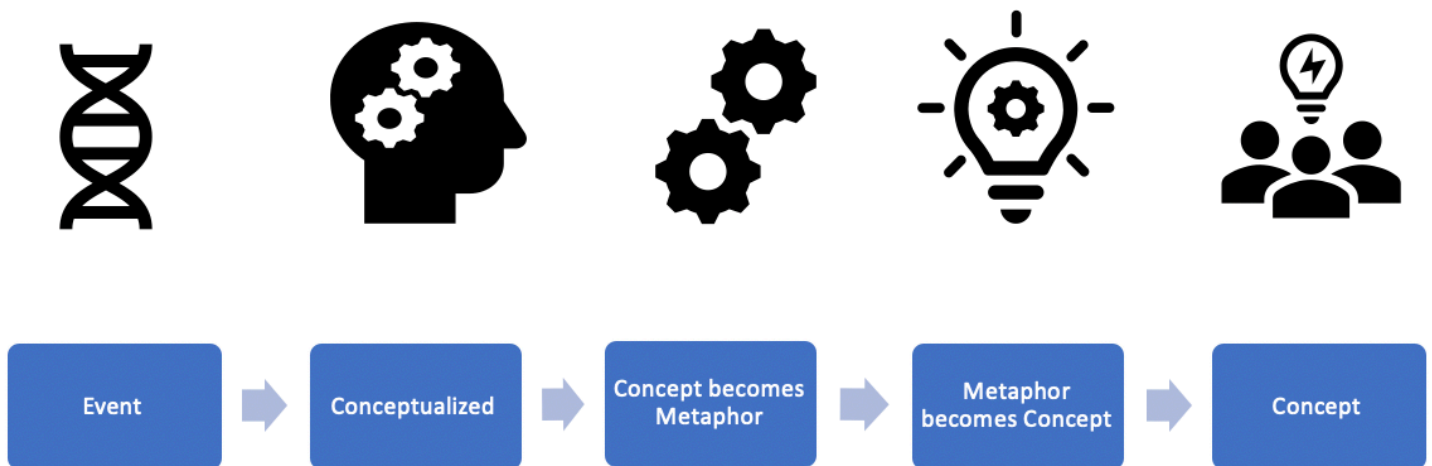 Event
Conceptualized
Concept becomes
Metaphor
Metaphor
becomes Concept
Concept